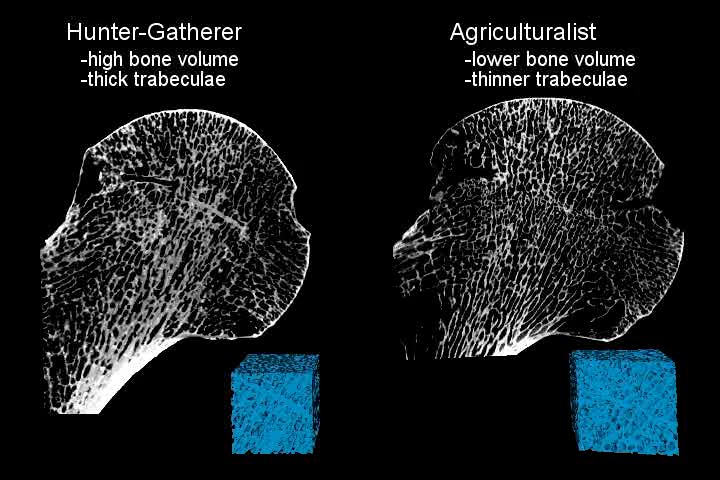 Hunter-Gatherer
-high bone volume
-thick trabeculae
Agriculturalist
-lower bone volume
-thinner trabeculae